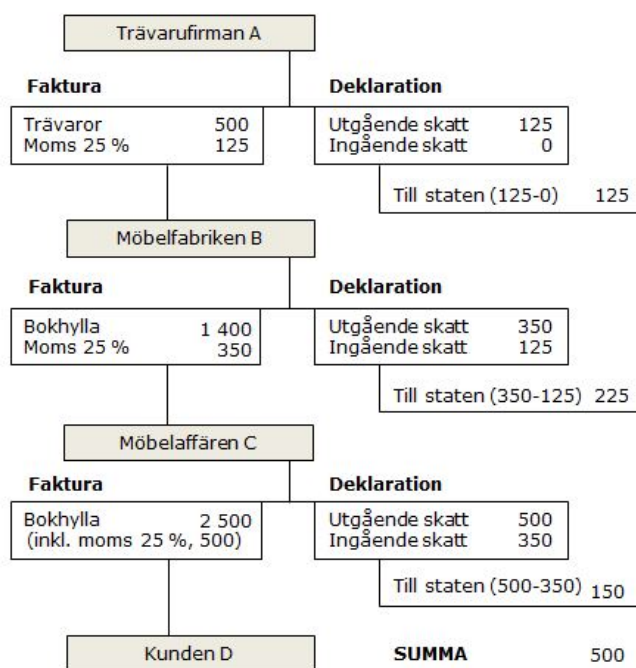 Trävarufirman A
Faktura Deklaration
Trävaror 500 Utgående skatt 125
Moms 25 % 125 Ingående skatt 0
Till staten (125-0) 125
Möbelfabriken B
Faktura Deklaration
Bokhylla 1 400 Utgående skatt 350
Moms 25 % 350 Ingående skatt 125
Till staten (350-125) 225
Möbelaffären C
Faktura Deklaration
Bokhylla 2 500 Utgående skatt 500
(inkl. moms 25 %, 500) Ingående skatt 350
Till staten (500-350) 150
Kunden D SUMMA 500